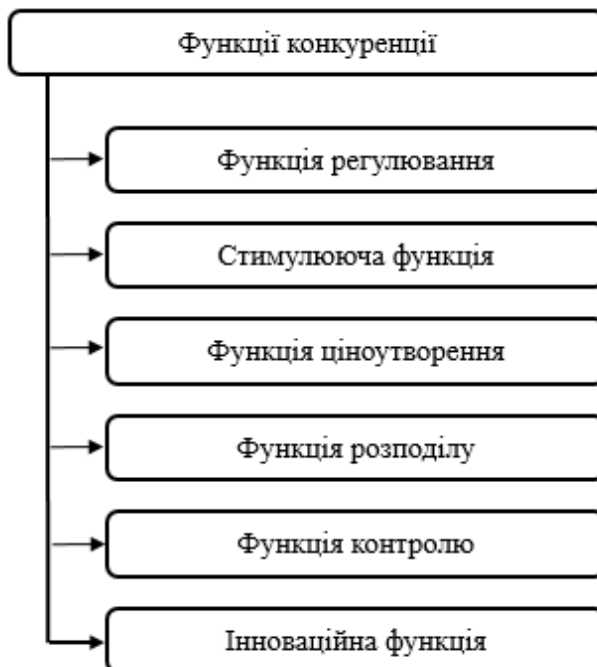 Функції конкуренції
Функція регулювання
Стимулююча функція
Функція ціноутворення
Функція розподілу
Функція контролю
Інноваційна функція